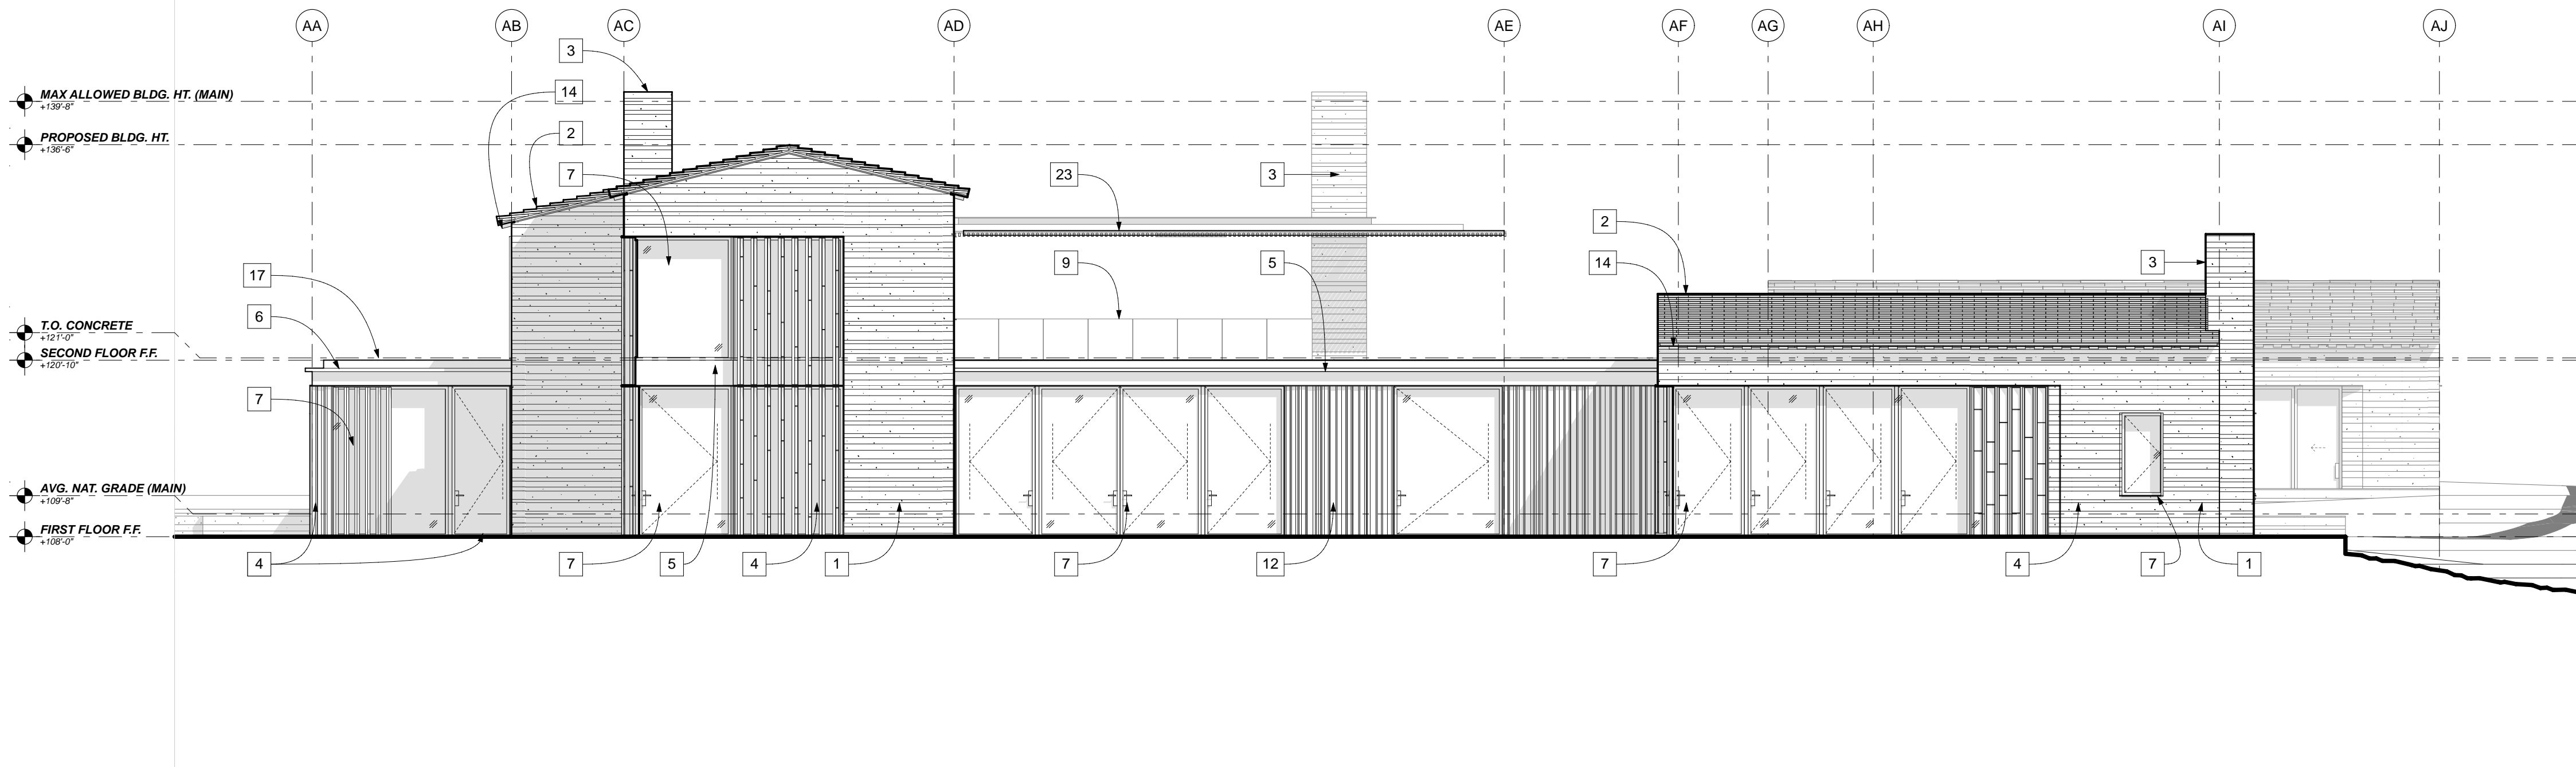 AA
AB
AC
AD
AE
AF
AG
AH
AI
AJ
3
MAX ALLOWED BLDG. HT. (MAIN)
+139'-8"
14
PROPOSED BLDG. HT.
+136'-6"
2
7
23
3
2
17
9
5
14
3
6
T.O. CONCRETE
+121'-0"
SECOND FLOOR F.F.
+120'-10"
7
AVG. NAT. GRADE (MAIN)
+109'-8"
FIRST FLOOR F.F.
+108'-0"
4
7
5
4
1
7
12
7
4
7
1